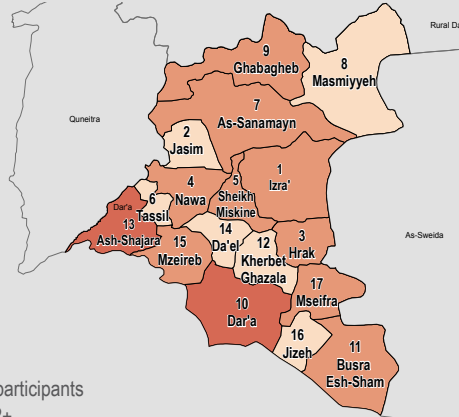 Rural Da
9
Ghabagheb
8
Masmiyyeh
7
As-Sanamayn
Quneitra
2
Jasim
1
Izra'
5
Sheikh
Miskine
4
Nawa
6
Tassil
Dar'a
13
Ash-Shajara
14
Da'el
12
Kherbet
Ghazala
3
Hrak
As-Sweida
15
Mzeireb
17
Mseifra
10
Dar'a
16
Jizeh
11
Busra
Esh-Sham
participants